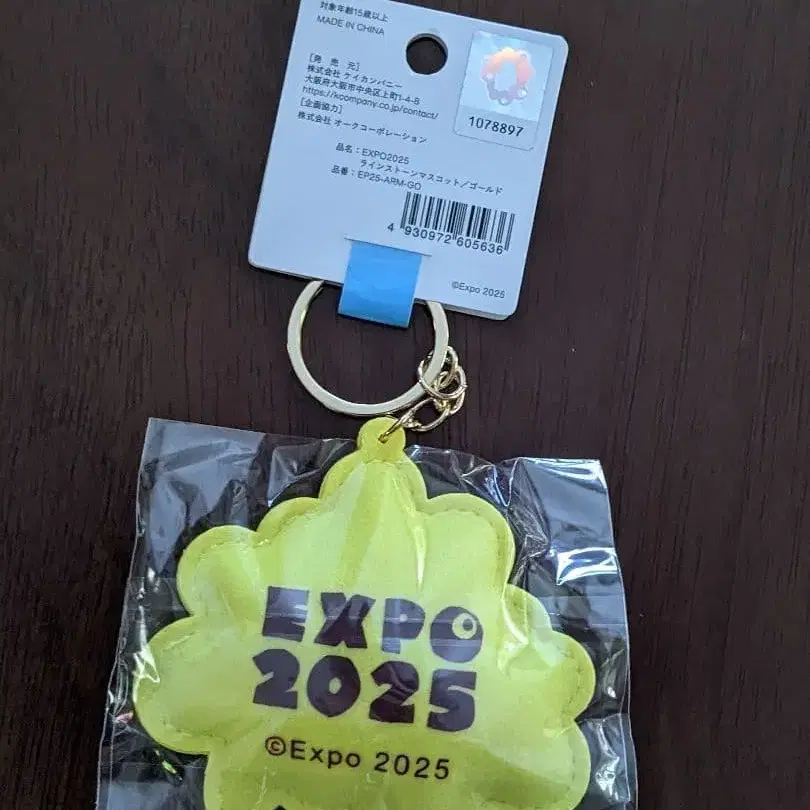 対象年齢15歳以上
MADE IN CHINA
[発 売 元]
株式会社 ケイカンパニー
大阪府大阪市中央区上町1-4-8
https://kcompany.co.jp/contact/
[企画協力]
株式会社 オークコーポレーション
品名：EXPO2025
ラインストーンマスコット／ゴールド
品番：EP25-ARM-GO
4 930972 605636
©Expo 2025
1078897
EXPO
2025
©Expo 2025